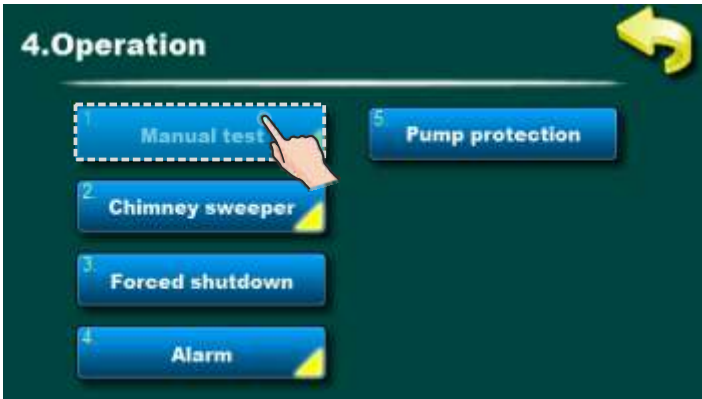 4.Operation
1.
Manual test
2.
Chimney sweeper
3.
Forced shutdown
4
Alarm
5
Pump protection